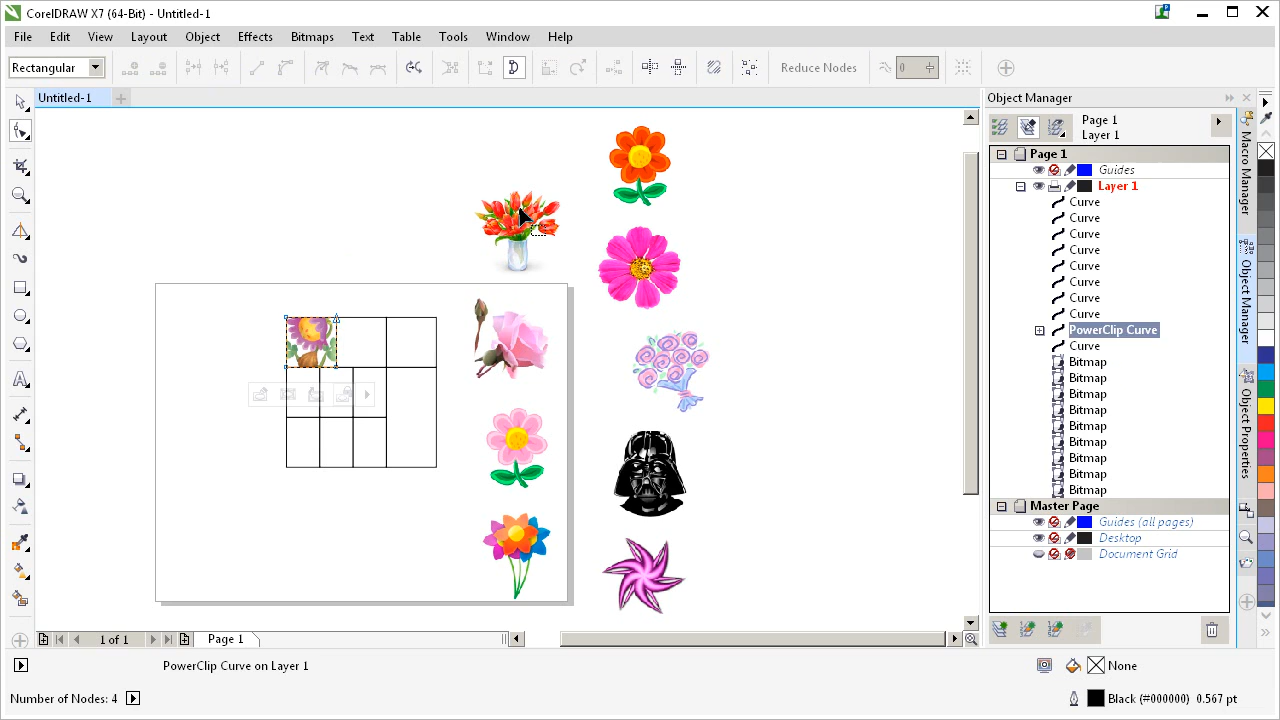 CorelDRAW X7 (64-Bit) - Untitled-1
File Edit View Layout Object Effects Bitmaps Text Table Tools Window Help
Rectangular
Reduce Nodes
0
Untitled-1
Object Manager
Page 1
Layer 1
Page 1
Guides
Layer 1
Curve
Curve
Curve
Curve
Curve
Curve
Curve
Curve
PowerClip Curve
Curve
Bitmap
Bitmap
Bitmap
Bitmap
Bitmap
Bitmap
Bitmap
Bitmap
Bitmap
Master Page
Guides (all pages)
Desktop
Document Grid
Macro Manager
Object Manager
Object Properties
1 of 1
Page 1
PowerClip Curve on Layer 1
None
Number of Nodes: 4
Black (#000000) 0.567 pt